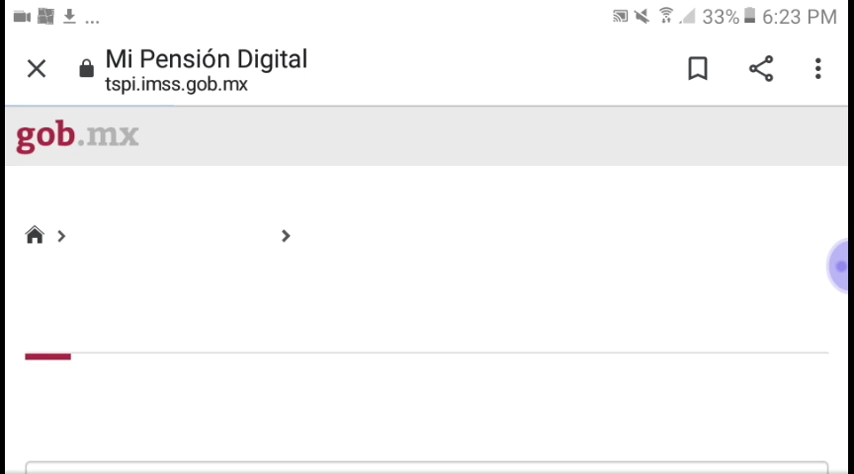 ... 33% 6:23 PM
Mi Pensión Digital
tspi.imss.gob.mx
gob.mx